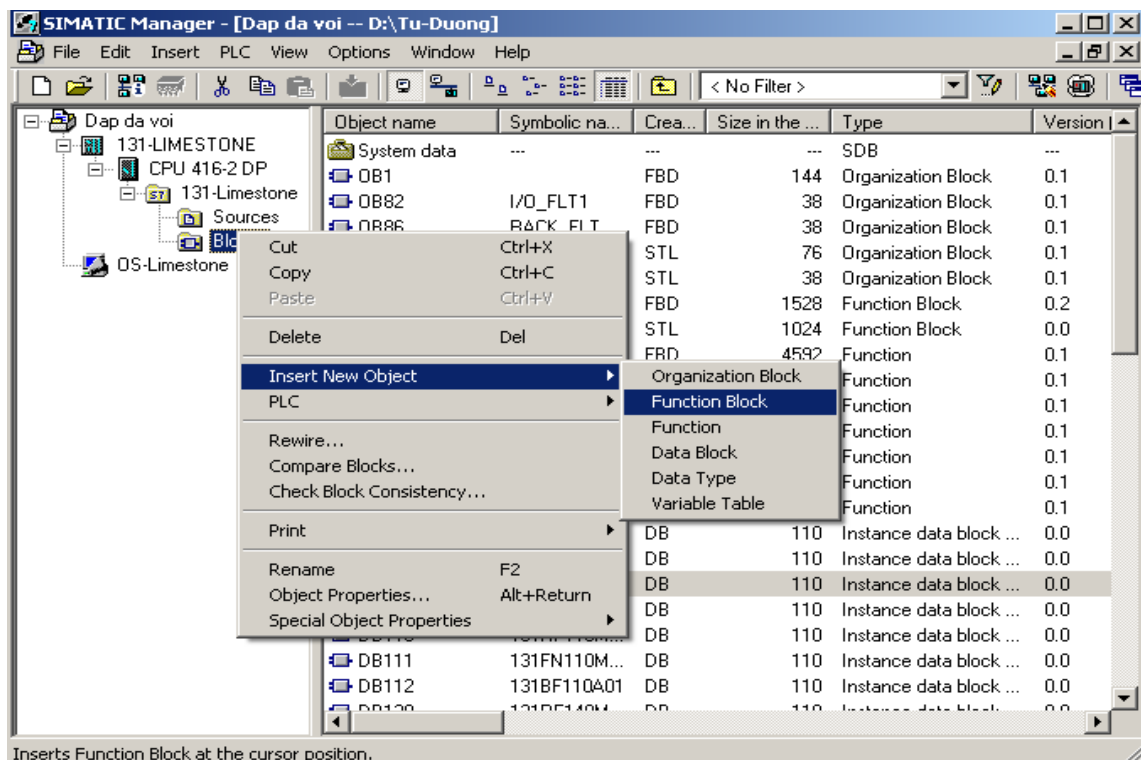 SIMATIC Manager - [Dap da voi -- D:\Tu-Duong]
File Edit Insert PLC View Options Window Help
< No Filter >
Dap da voi
131-LIMESTONE
CPU 416-2 DP
131-Limestone
Sources
OS-Limestone
Object name Symbolic na... Crea... Size in the ... Type Version
System data --- --- --- SDB ---
OB1 FBD 144 Organization Block 0.1
OB82 I/O_FLT1 FBD 38 Organization Block 0.1
OB86 RACK_FLT FBD 38 Organization Block 0.1
STL 76 Organization Block 0.1
STL 38 Organization Block 0.1
FBD 1528 Function Block 0.2
STL 1024 Function Block 0.0
FBD 4592 Function 0.1
Function 0.1
Function 0.1
Function 0.1
Function 0.1
Function 0.1
Function 0.1
DB 110 Instance data block ... 0.0
DB 110 Instance data block ... 0.0
DB 110 Instance data block ... 0.0
DB 110 Instance data block ... 0.0
DB 110 Instance data block ... 0.0
DB111 131FN110M... DB 110 Instance data block ... 0.0
DB112 131BF110A01 DB 110 Instance data block ... 0.0
Cut Ctrl+X
Copy Ctrl+C
Paste Ctrl+V
Delete Del
Insert New Object
PLC
Rewire...
Compare Blocks...
Check Block Consistency...
Print
Rename F2
Object Properties... Alt+Return
Special Object Properties
Organization Block
Function Block
Function
Data Block
Data Type
Variable Table
Inserts Function Block at the cursor position.